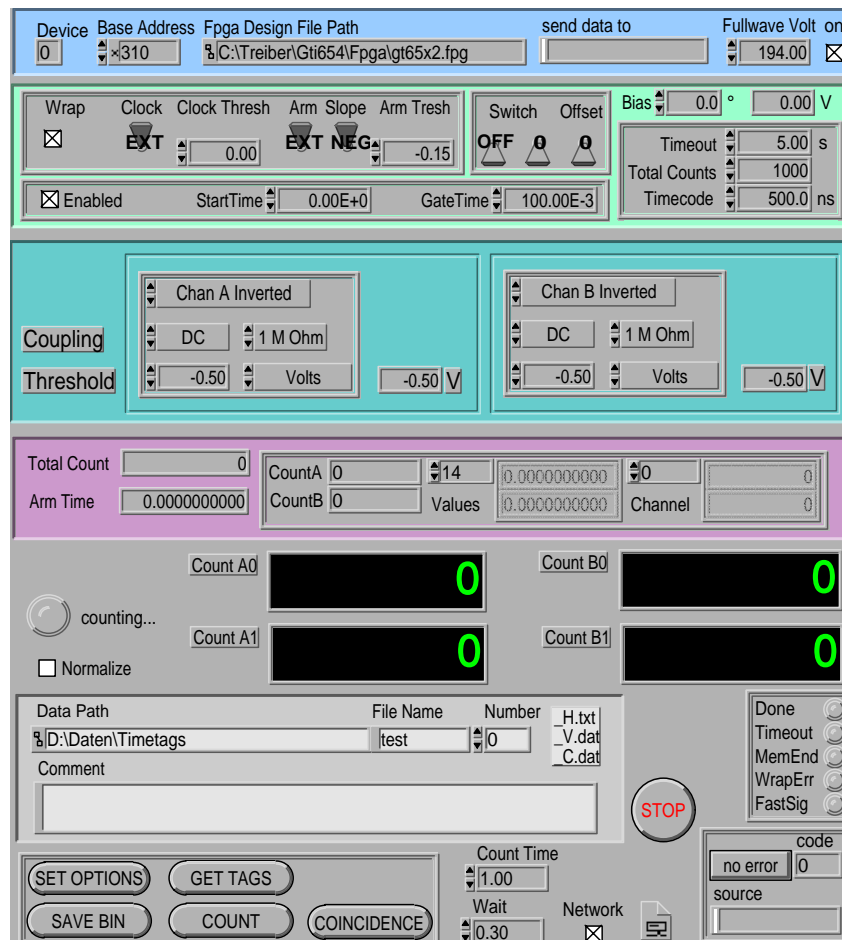 Device Base Address Fpga Design File Path send data to Fullwave Volt on
0 ×310 C:\Treiber\Gti654\Fpga\gt65x2.fpg 194.00
Wrap Clock Clock Thresh Arm Slope Arm Tresh
EXT 0.00 EXT NEG -0.15
Switch Offset
OFF 0 0
Bias 0.0 ° 0.00 V
Timeout 5.00 s
Total Counts 1000
Timecode 500.0 ns
Enabled StartTime 0.00E+0 GateTime 100.00E-3
Chan A Inverted
Chan B Inverted
Coupling DC 1 M Ohm DC 1 M Ohm
Threshold -0.50 Volts -0.50 V -0.50 Volts -0.50 V
Total Count 0
Arm Time 0.0000000000
CountA 0 14 0.0000000000 0 0
CountB 0 Values 0.0000000000 Channel 0
Count A0 0 Count B0 0
counting...
Count A1 0 Count B1 0
Normalize
Data Path File Name Number
D:\Daten\Timetags test 0
_H.txt
_V.dat
_C.dat
Comment
STOP
Done
Timeout
MemEnd
WrapErr
FastSig
SET OPTIONS GET TAGS
SAVE BIN COUNT COINCIDENCE
Count Time
1.00
Wait
0.30
Network
code
no error 0
source